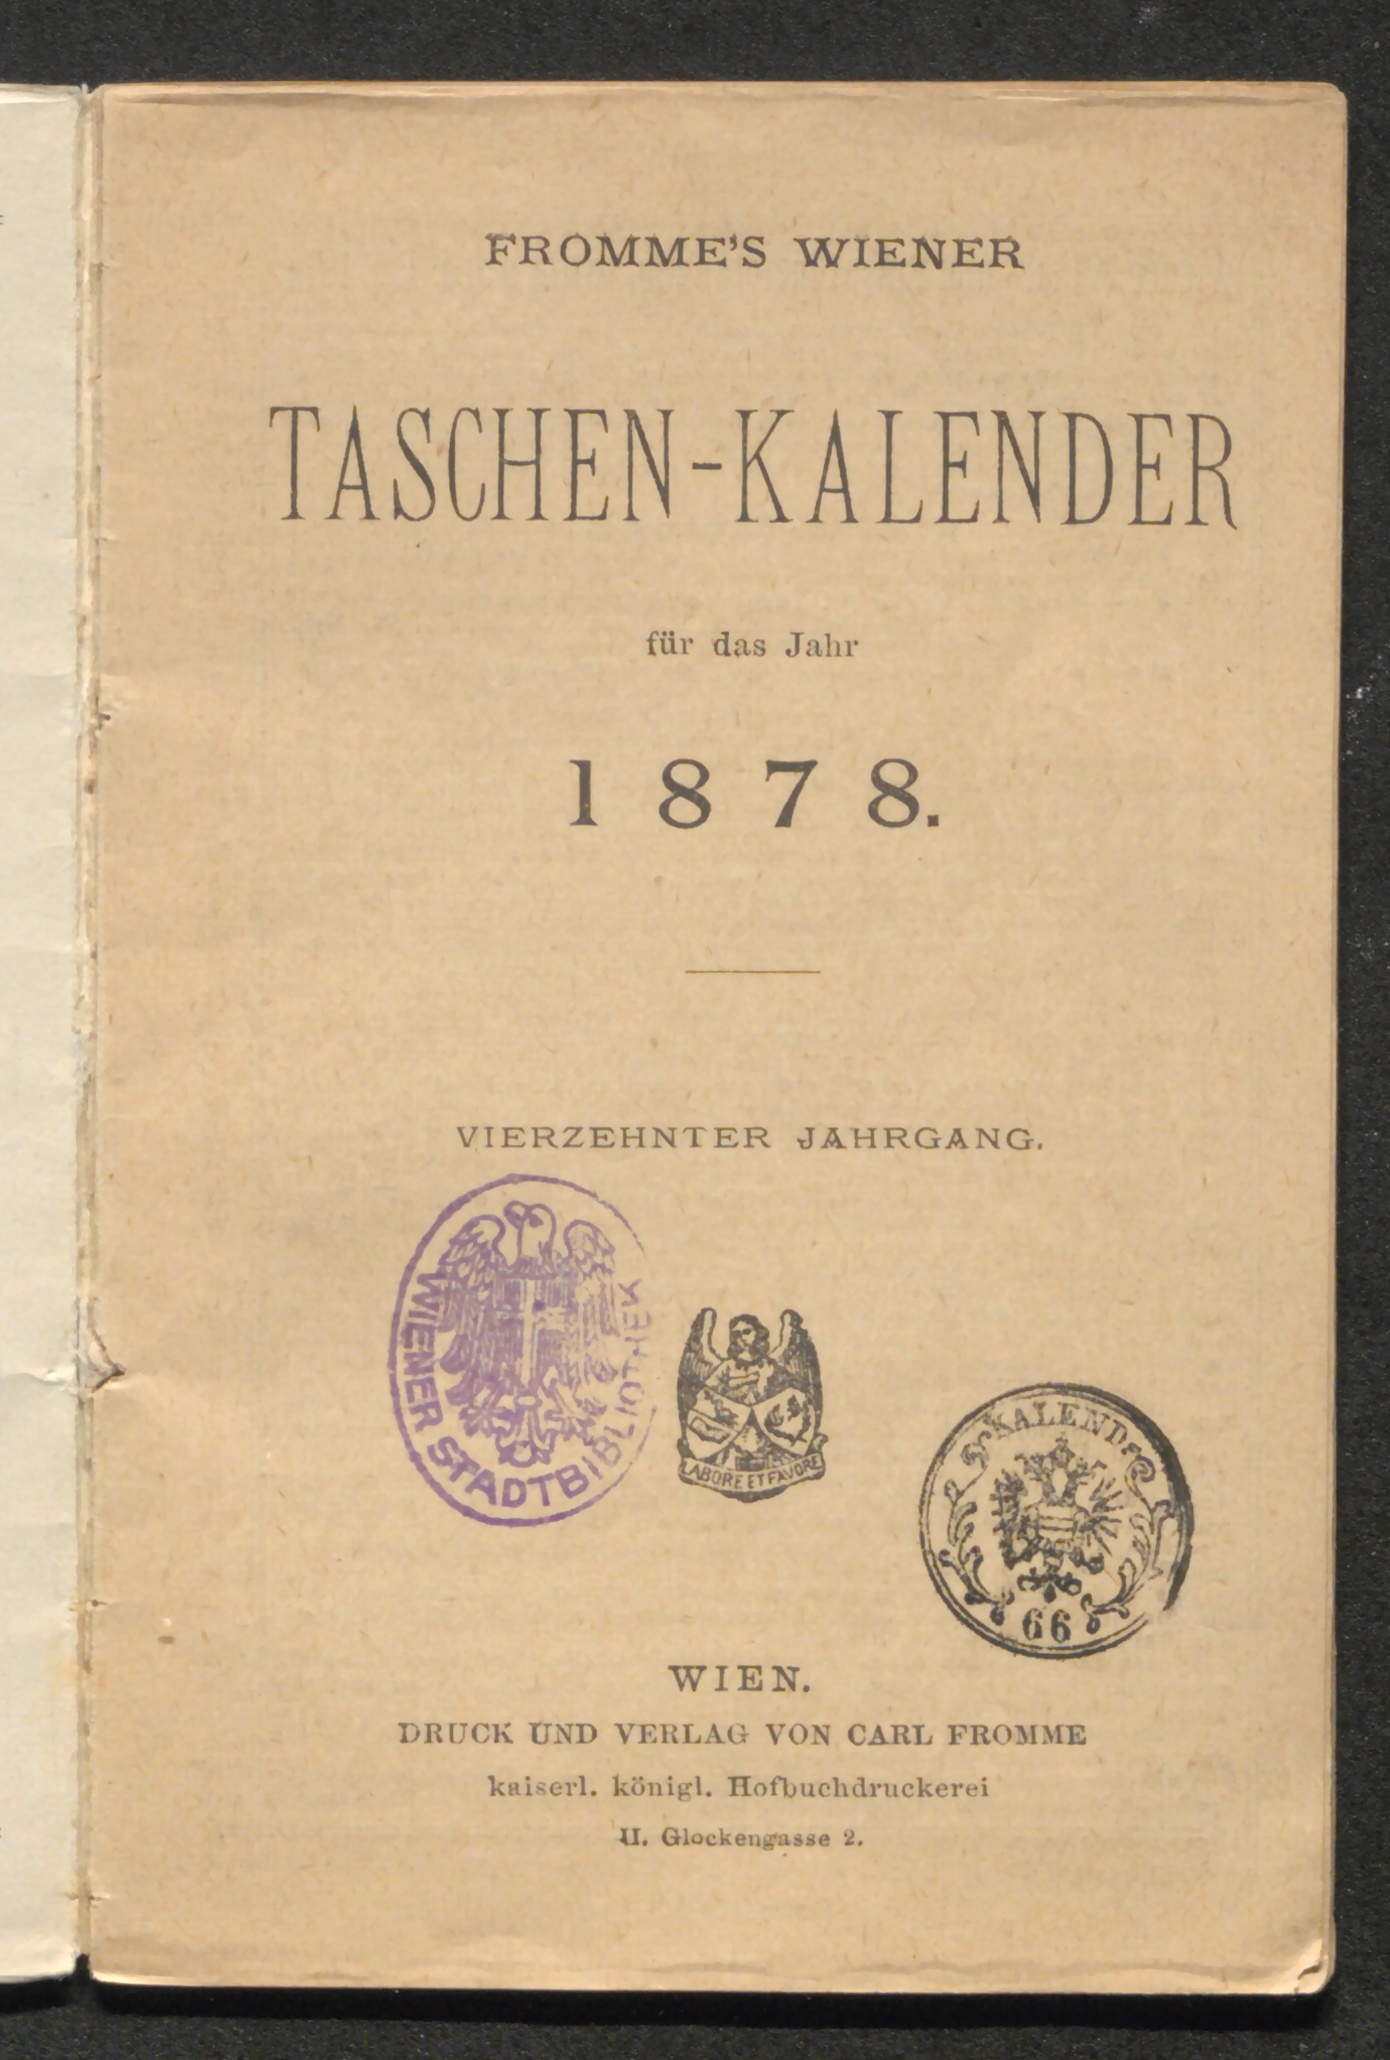 FROMME'S WIENER
TASCHEN-KALENDER
für das Jahr
1878.
VIERZEHNTER JAHRGANG.
WIENER STADTBIBLIOTHEK
LABORE ET FAVORE
KALEND
66
WIEN.
DRUCK UND VERLAG VON CARL FROMME
kaiserl. königl. Hofbuchdruckerei
II. Glockengasse 2.